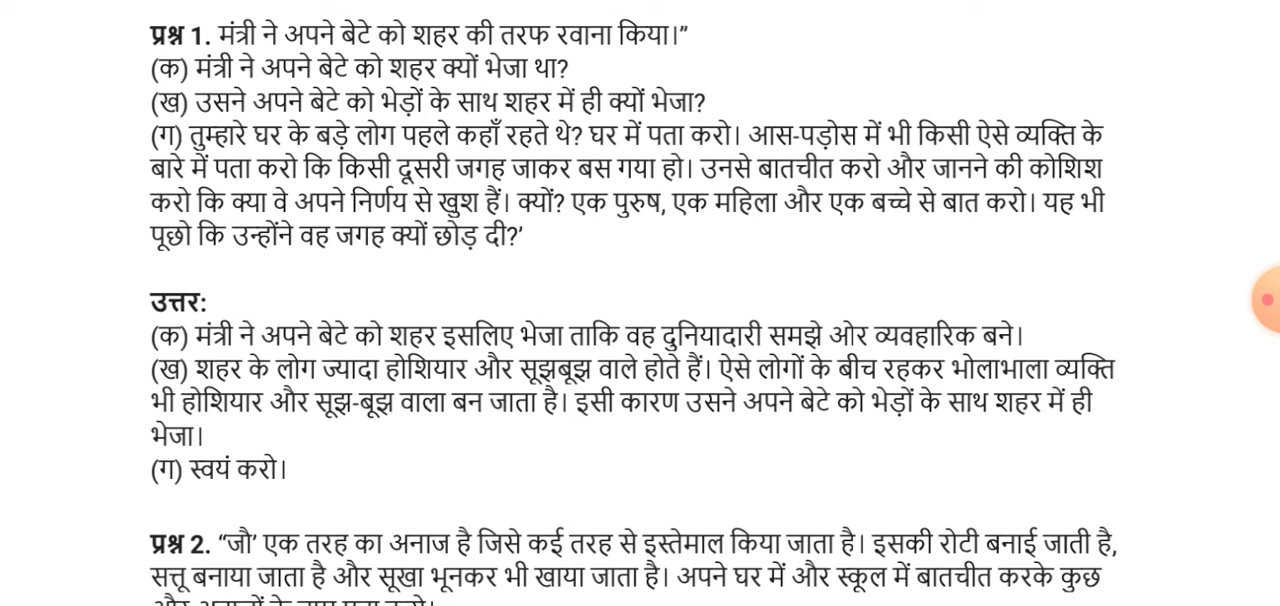 प्रश्न 1. मंत्री ने अपने बेटे को शहर की तरफ रवाना किया।”
(क) मंत्री ने अपने बेटे को शहर क्यों भेजा था?
(ख) उसने अपने बेटे को भेड़ों के साथ शहर में ही क्यों भेजा?
(ग) तुम्हारे घर के बड़े लोग पहले कहाँ रहते थे? घर में पता करो। आस-पड़ोस में भी किसी ऐसे व्यक्ति के
बारे में पता करो कि किसी दूसरी जगह जाकर बस गया हो। उनसे बातचीत करो और जानने की कोशिश
करो कि क्या वे अपने निर्णय से खुश हैं। क्यों? एक पुरुष, एक महिला और एक बच्चे से बात करो। यह भी
पूछो कि उन्होंने वह जगह क्यों छोड़ दी?’
उत्तर:
(क) मंत्री ने अपने बेटे को शहर इसलिए भेजा ताकि वह दुनियादारी समझे ओर व्यवहारिक बने।
(ख) शहर के लोग ज्यादा होशियार और सूझबूझ वाले होते हैं। ऐसे लोगों के बीच रहकर भोलाभाला व्यक्ति
भी होशियार और सूझ-बूझ वाला बन जाता है। इसी कारण उसने अपने बेटे को भेड़ों के साथ शहर में ही
भेजा।
(ग) स्वयं करो।
प्रश्न 2. “जौ’ एक तरह का अनाज है जिसे कई तरह से इस्तेमाल किया जाता है। इसकी रोटी बनाई जाती है,
सत्तू बनाया जाता है और सूखा भूनकर भी खाया जाता है। अपने घर में और स्कूल में बातचीत करके कुछ